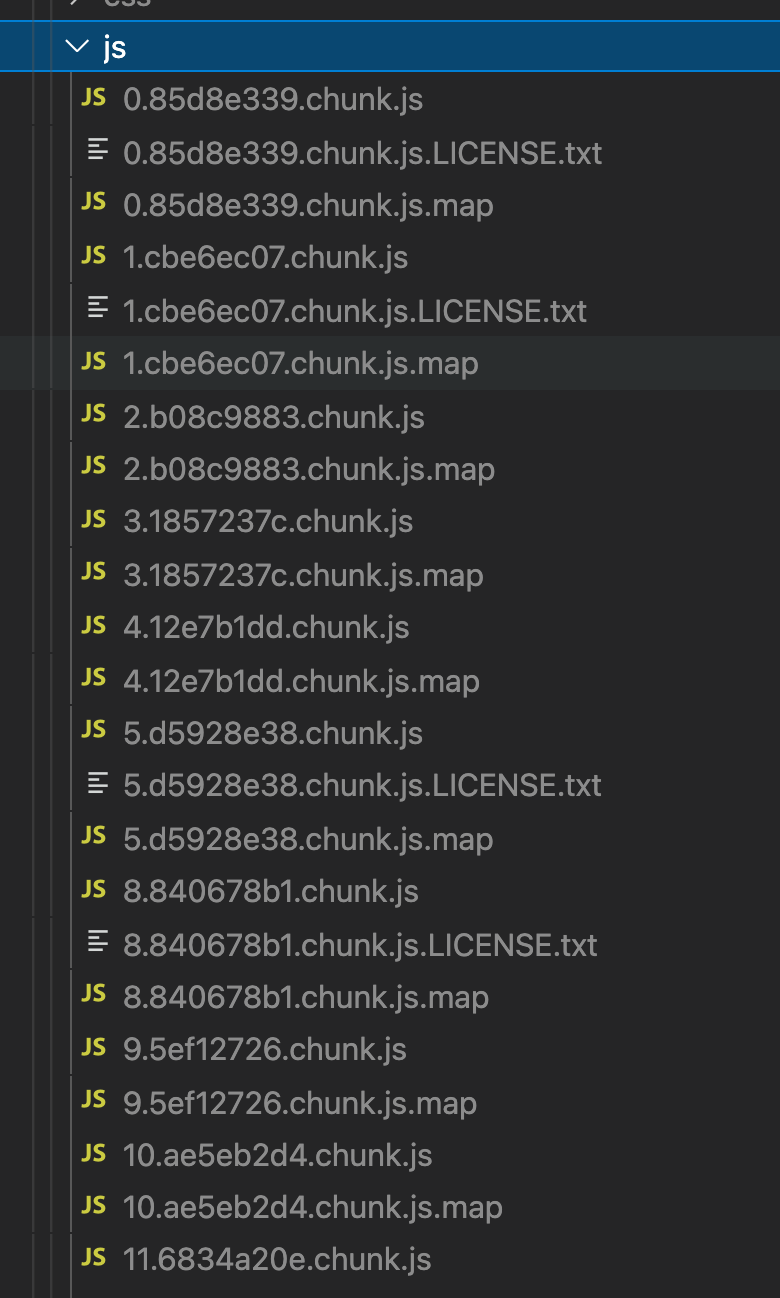 css
js
JS 0.85d8e339.chunk.js
0.85d8e339.chunk.js.LICENSE.txt
JS 0.85d8e339.chunk.js.map
JS 1.cbe6ec07.chunk.js
1.cbe6ec07.chunk.js.LICENSE.txt
JS 1.cbe6ec07.chunk.js.map
JS 2.b08c9883.chunk.js
JS 2.b08c9883.chunk.js.map
JS 3.1857237c.chunk.js
JS 3.1857237c.chunk.js.map
JS 4.12e7b1dd.chunk.js
JS 4.12e7b1dd.chunk.js.map
JS 5.d5928e38.chunk.js
5.d5928e38.chunk.js.LICENSE.txt
JS 5.d5928e38.chunk.js.map
JS 8.840678b1.chunk.js
8.840678b1.chunk.js.LICENSE.txt
JS 8.840678b1.chunk.js.map
JS 9.5ef12726.chunk.js
JS 9.5ef12726.chunk.js.map
JS 10.ae5eb2d4.chunk.js
JS 10.ae5eb2d4.chunk.js.map
JS 11.6834a20e.chunk.js